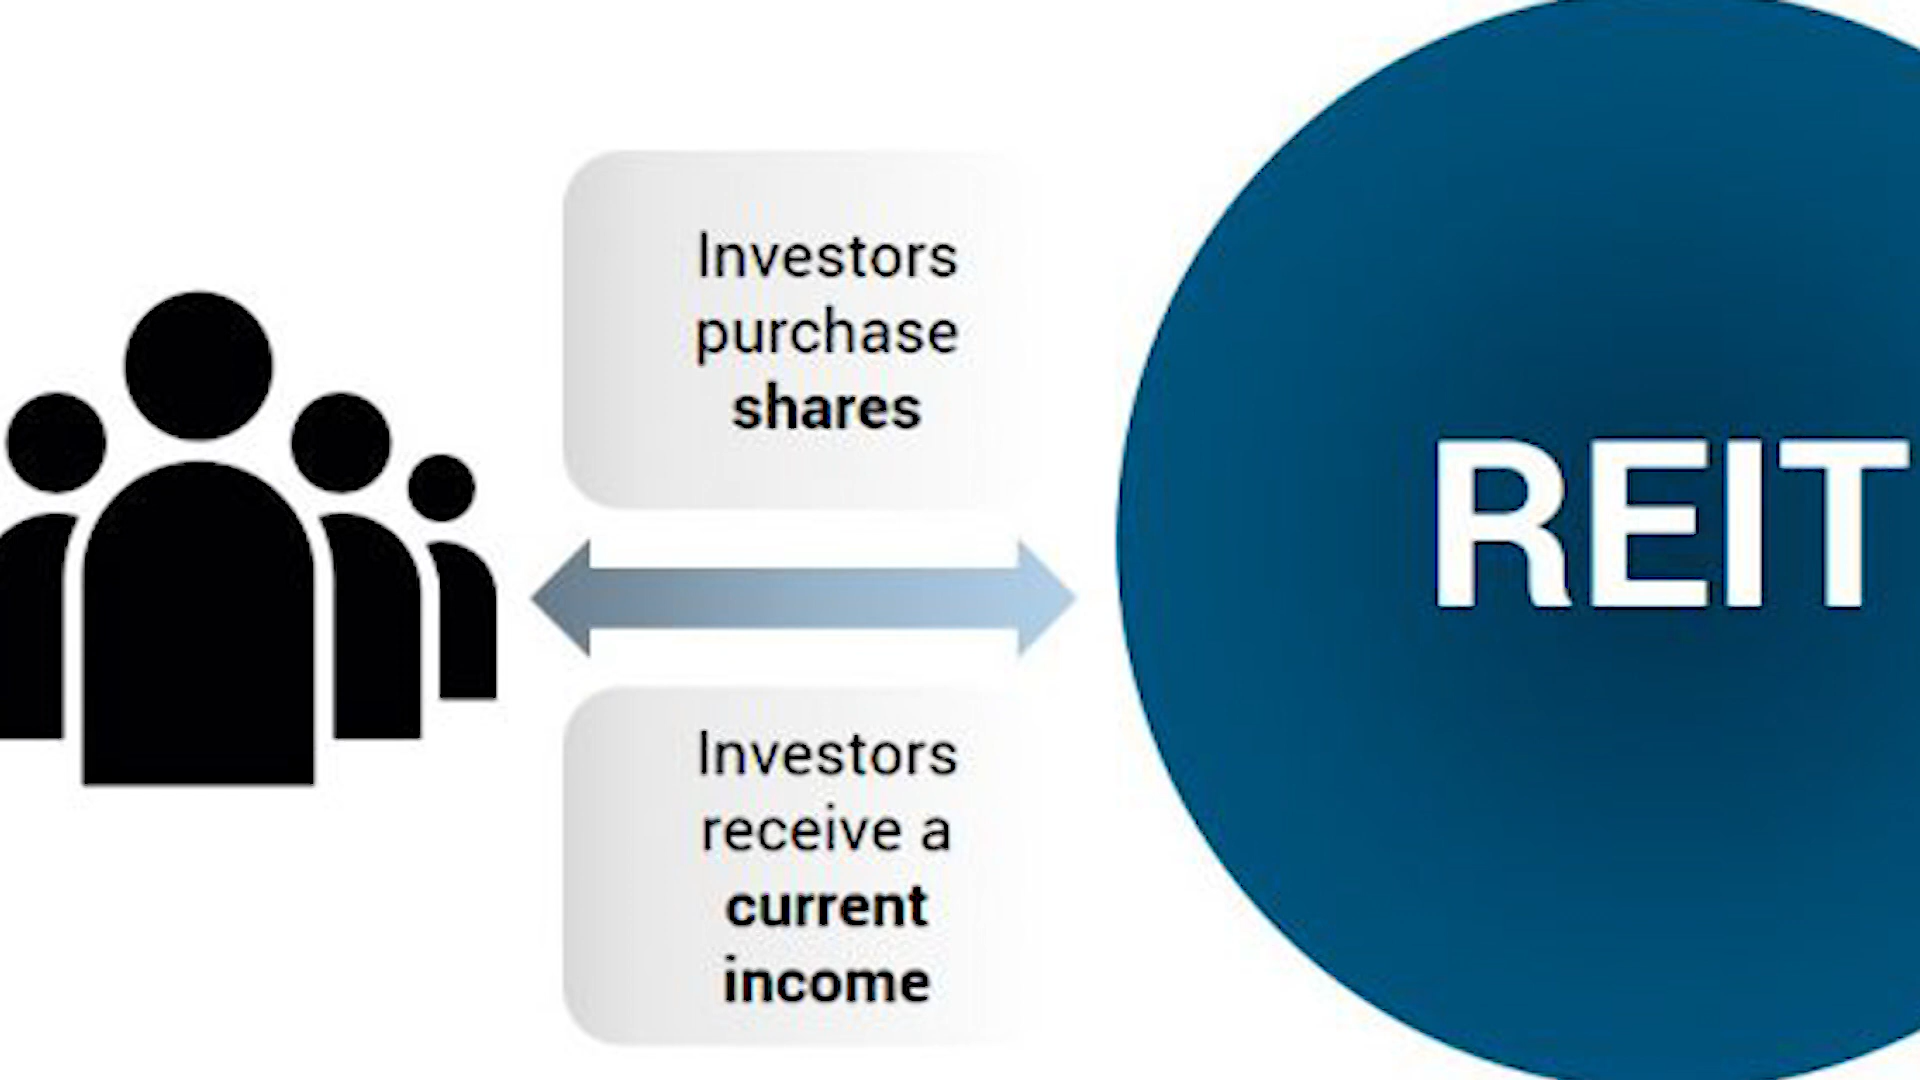 Investors
purchase
shares
Investors
receive a
current
income
REIT